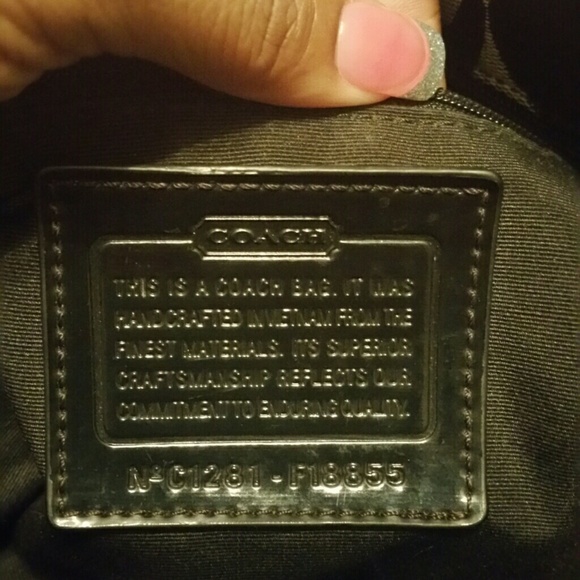 COACH
THIS IS A COACH BAG. IT WAS
HANDCRAFTED IN VIETNAM FROM THE
FINEST MATERIALS. ITS SUPERIOR
CRAFTSMANSHIP REFLECTS OUR
COMMITMENT TO ENDURING QUALITY.
Nº C1281 - F18855